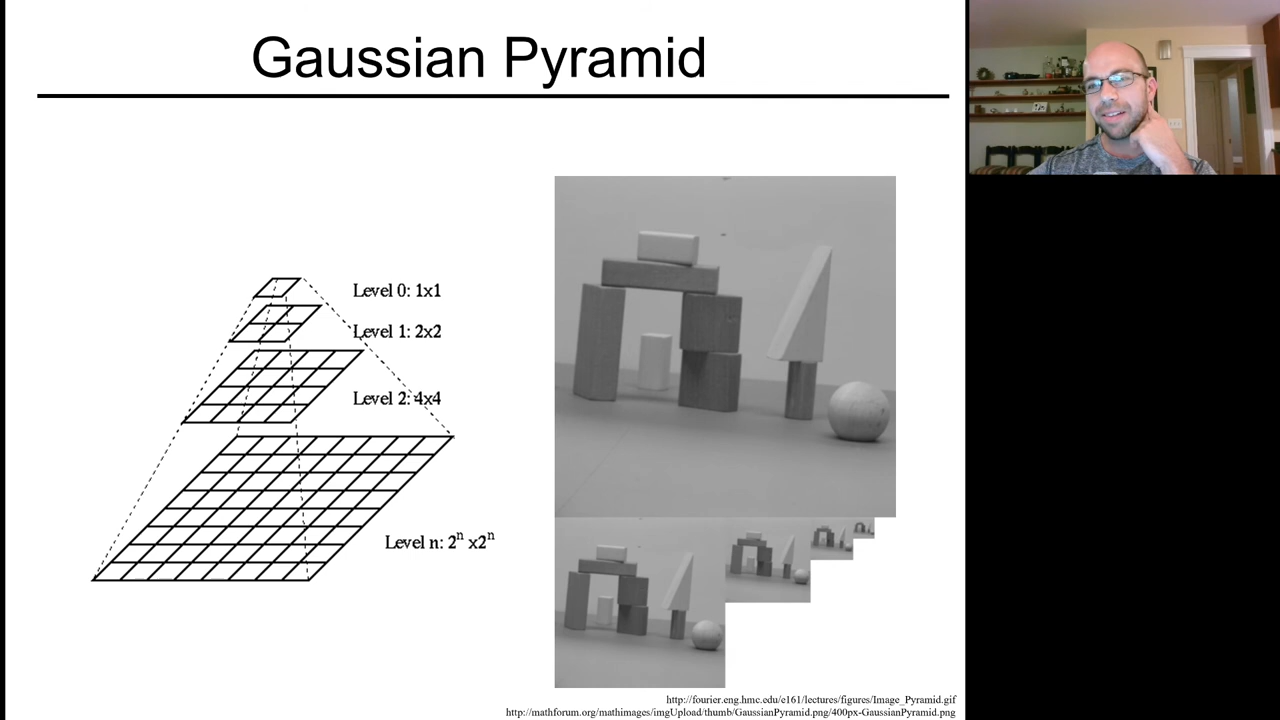 Gaussian Pyramid
Level 0: 1x1
Level 1: 2x2
Level 2: 4x4
Level n: 2ⁿ x2ⁿ
http://fourier.eng.hmc.edu/e161/lectures/figures/Image_Pyramid.gif
http://mathforum.org/mathimages/imgUpload/thumb/GaussianPyramid.png/400px-GaussianPyramid.png